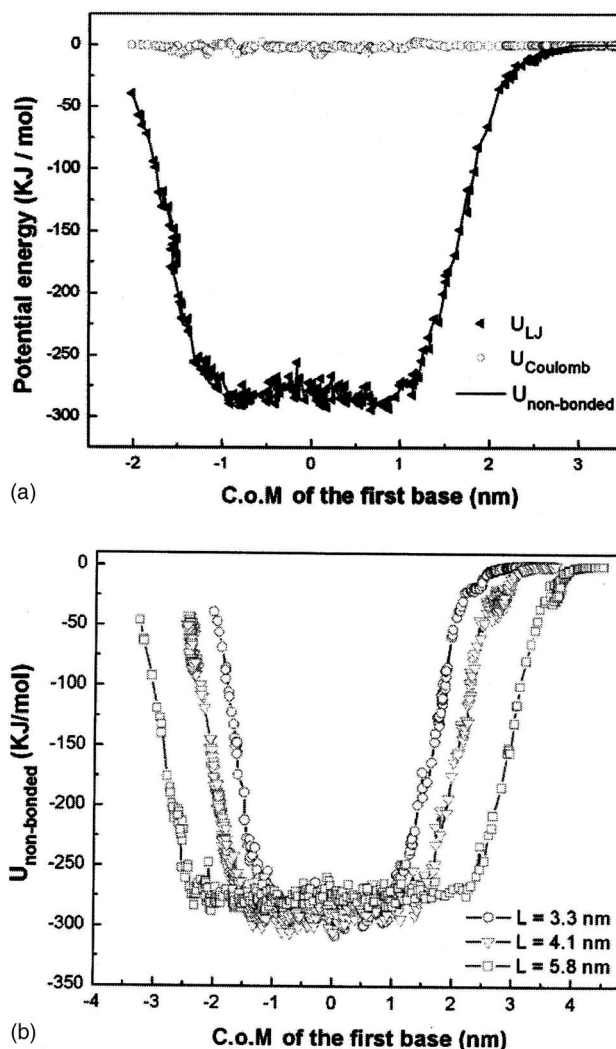 0
-50
-100
-150
-200
-250
-300
Potential energy (KJ / mol)
U_LJ
U_Coulomb
U_non-bonded
-2 -1 0 1 2 3
(a) C.o.M of the first base (nm)
0
-50
-100
-150
-200
-250
-300
-350
U_non-bonded (KJ/mol)
L = 3.3 nm
L = 4.1 nm
L = 5.8 nm
-4 -3 -2 -1 0 1 2 3 4
(b) C.o.M of the first base (nm)